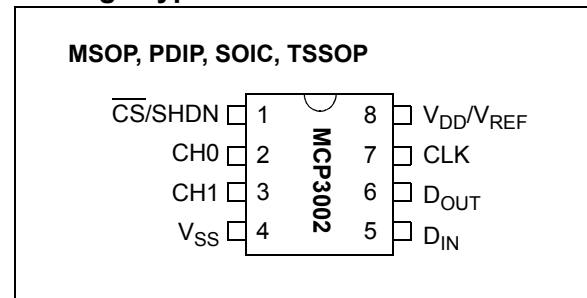 MSOP, PDIP, SOIC, TSSOP
CS/SHDN 1 8 VDD/VREF
CH0 2 7 CLK
CH1 3 6 DOUT
VSS 4 5 DIN
MCP3002